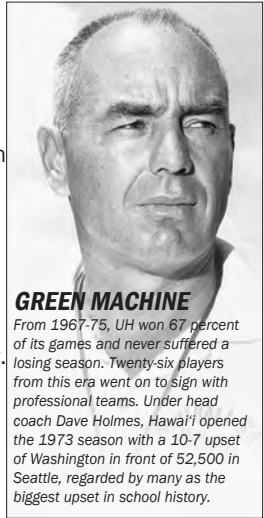 GREEN MACHINE
From 1967-75, UH won 67 percent
of its games and never suffered a
losing season. Twenty-six players
from this era went on to sign with
professional teams. Under head
coach Dave Holmes, Hawai‘i opened
the 1973 season with a 10-7 upset
of Washington in front of 52,500 in
Seattle, regarded by many as the
biggest upset in school history.